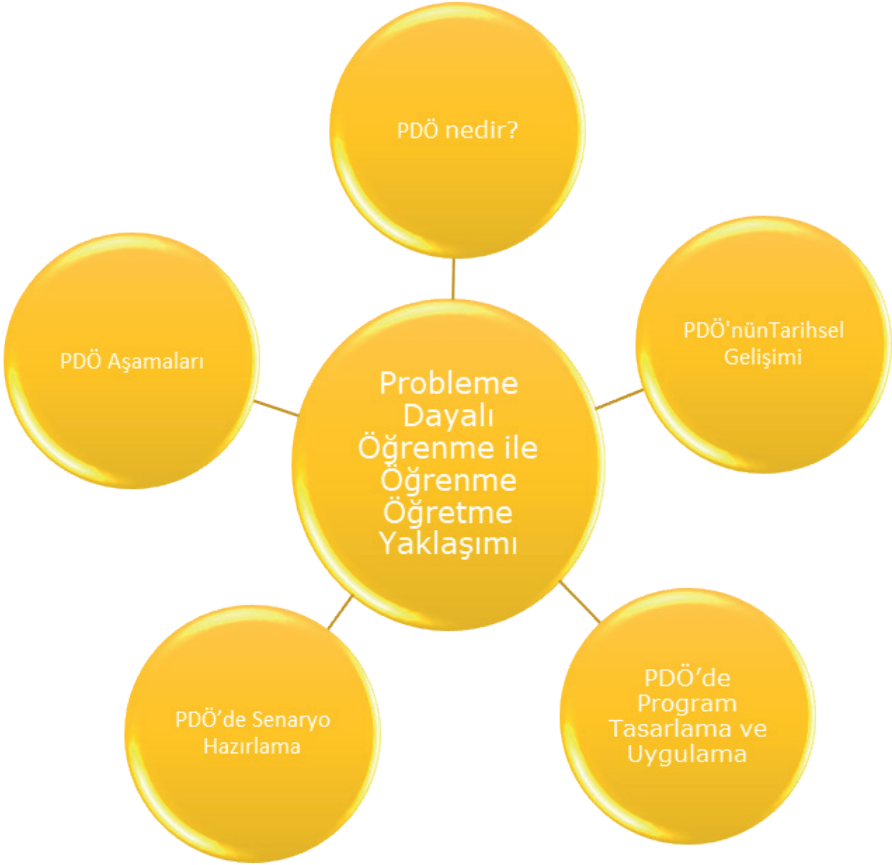 PDÖ nedir?
PDÖ'nünTarihsel
Gelişimi
PDÖ Aşamaları
Probleme
Dayalı
Öğrenme ile
Öğrenme
Öğretme
Yaklaşımı
PDÖ’de Senaryo
Hazırlama
PDÖ’de
Program
Tasarlama ve
Uygulama